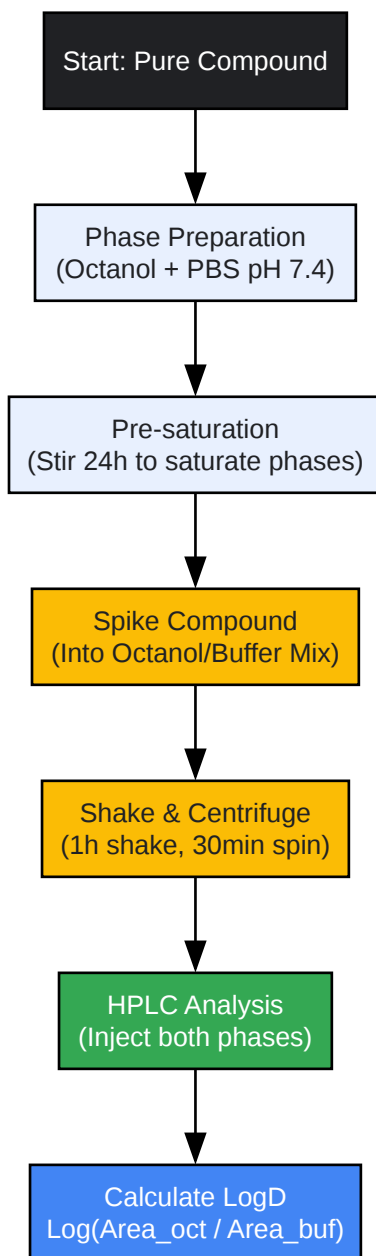 Start: Pure Compound
Phase Preparation
(Octanol + PBS pH 7.4)
Pre-saturation
(Stir 24h to saturate phases)
Spike Compound
(Into Octanol/Buffer Mix)
Shake & Centrifuge
(1h shake, 30min spin)
HPLC Analysis
(Inject both phases)
Calculate LogD
Log(Area_oct / Area_buf)